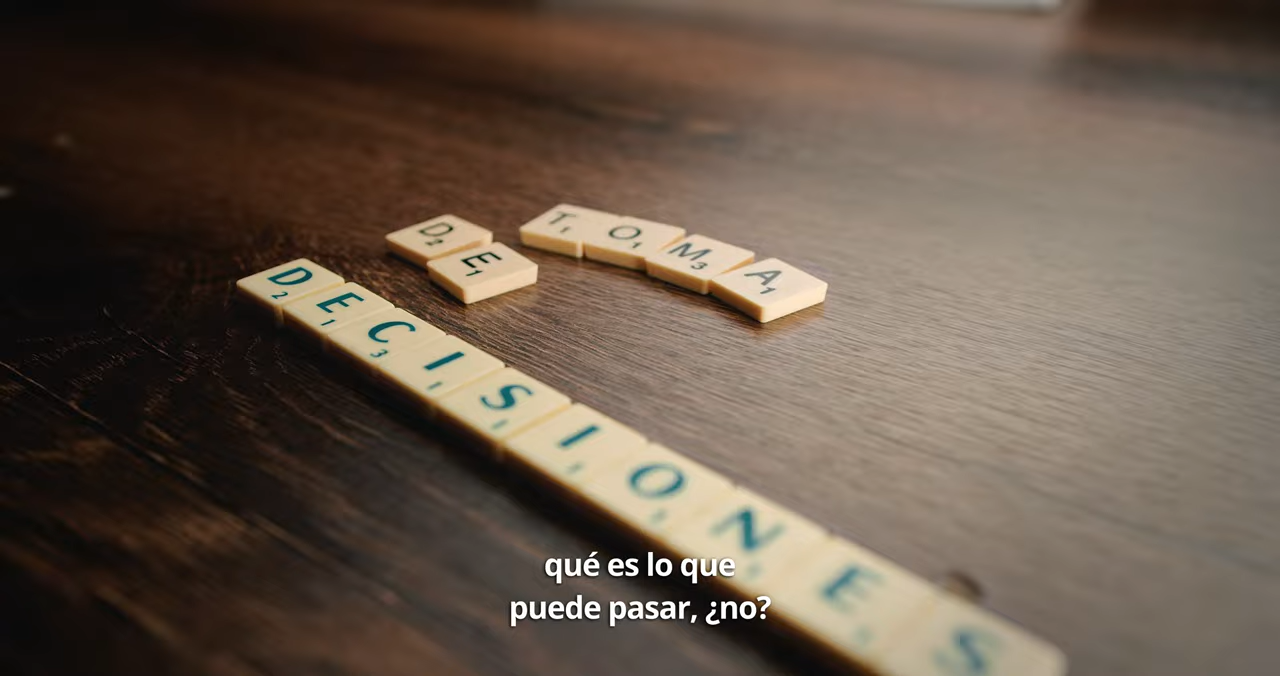 DE TOMA
DECISIONES
qué es lo que
puede pasar, ¿no?